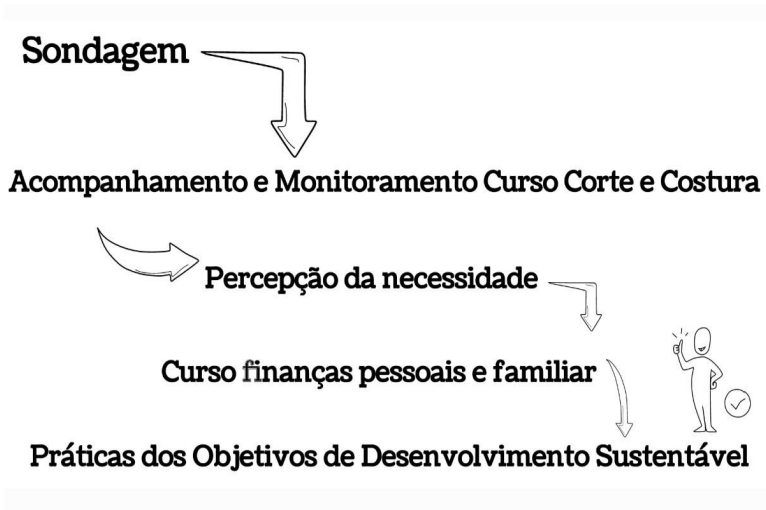 Sondagem
Acompanhamento e Monitoramento Curso Corte e Costura
Percepção da necessidade
Curso finanças pessoais e familiar
Práticas dos Objetivos de Desenvolvimento Sustentável